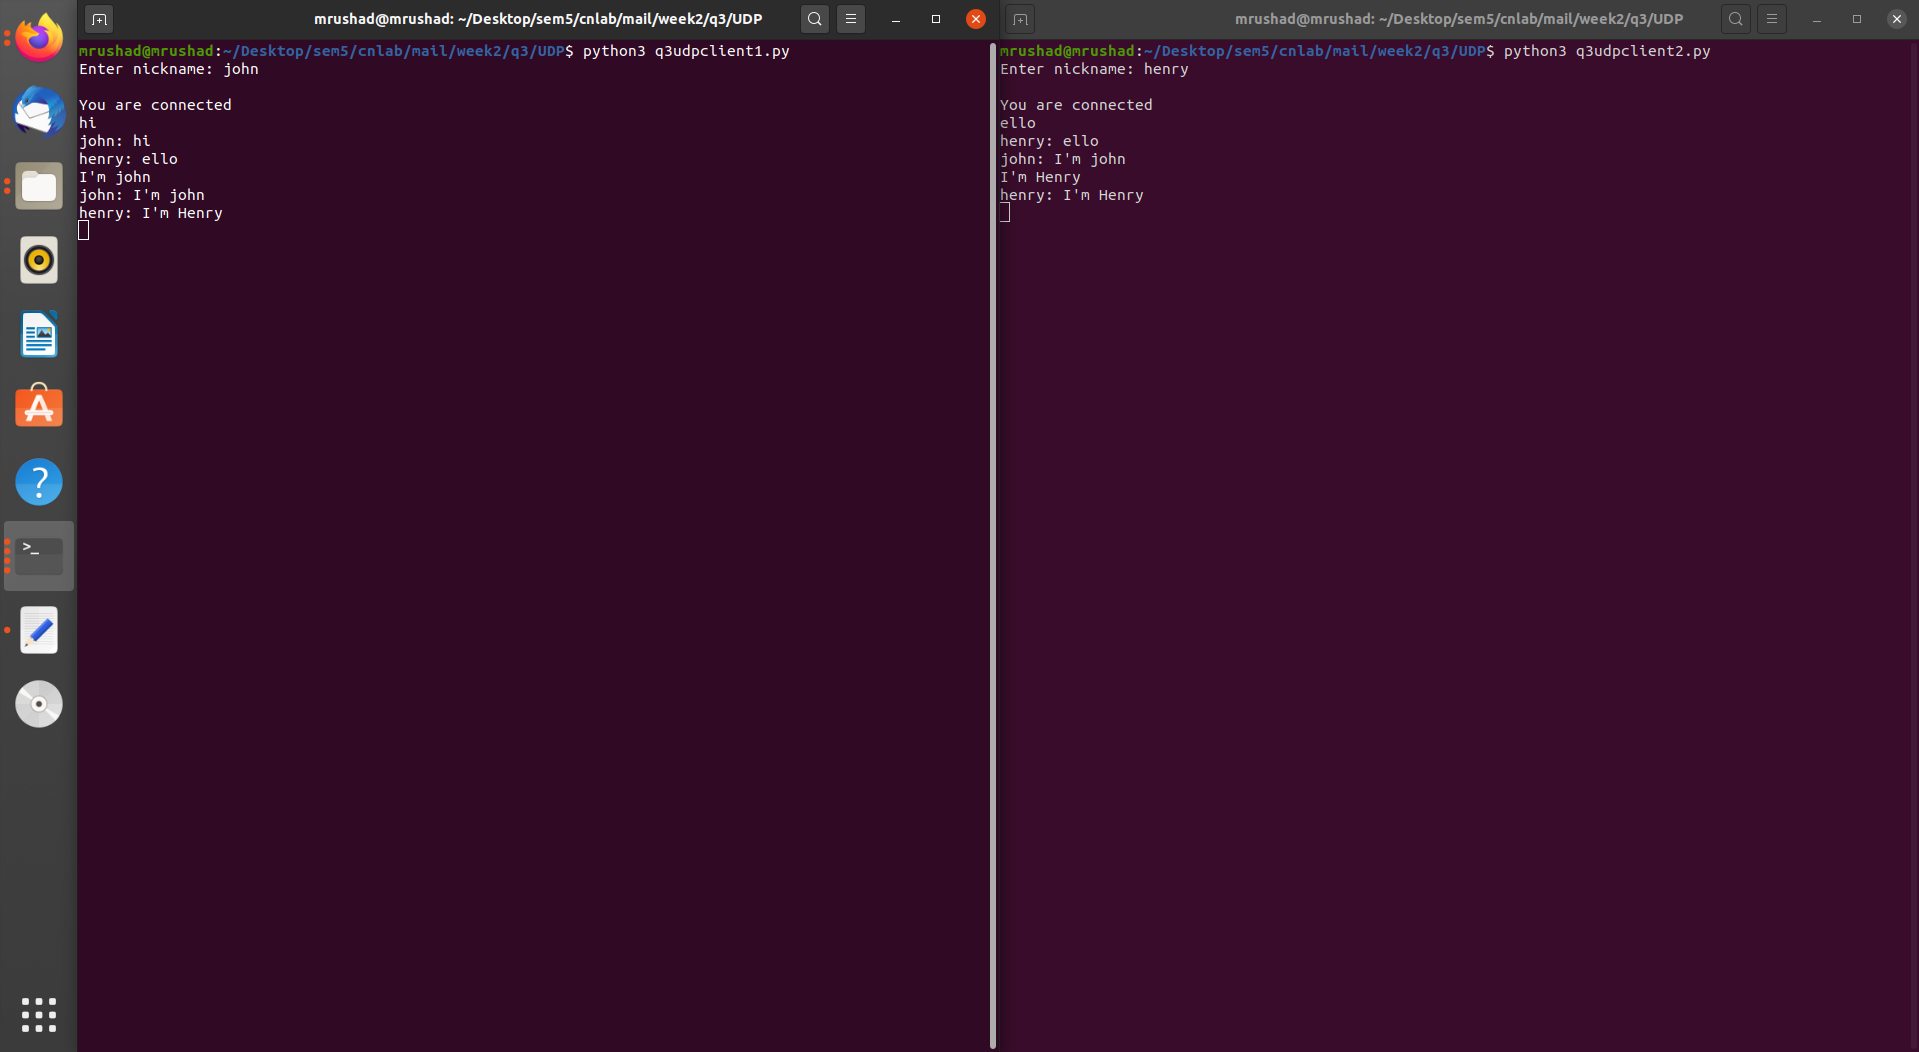 mrushad@mrushad: ~/Desktop/sem5/cnlab/mail/week2/q3/UDP
mrushad@mrushad:~/Desktop/sem5/cnlab/mail/week2/q3/UDP$ python3 q3udpclient1.py
Enter nickname: john
You are connected
hi
john: hi
henry: ello
I'm john
john: I'm john
henry: I'm Henry
mrushad@mrushad: ~/Desktop/sem5/cnlab/mail/week2/q3/UDP
mrushad@mrushad:~/Desktop/sem5/cnlab/mail/week2/q3/UDP$ python3 q3udpclient2.py
Enter nickname: henry
You are connected
ello
henry: ello
john: I'm john
I'm Henry
henry: I'm Henry